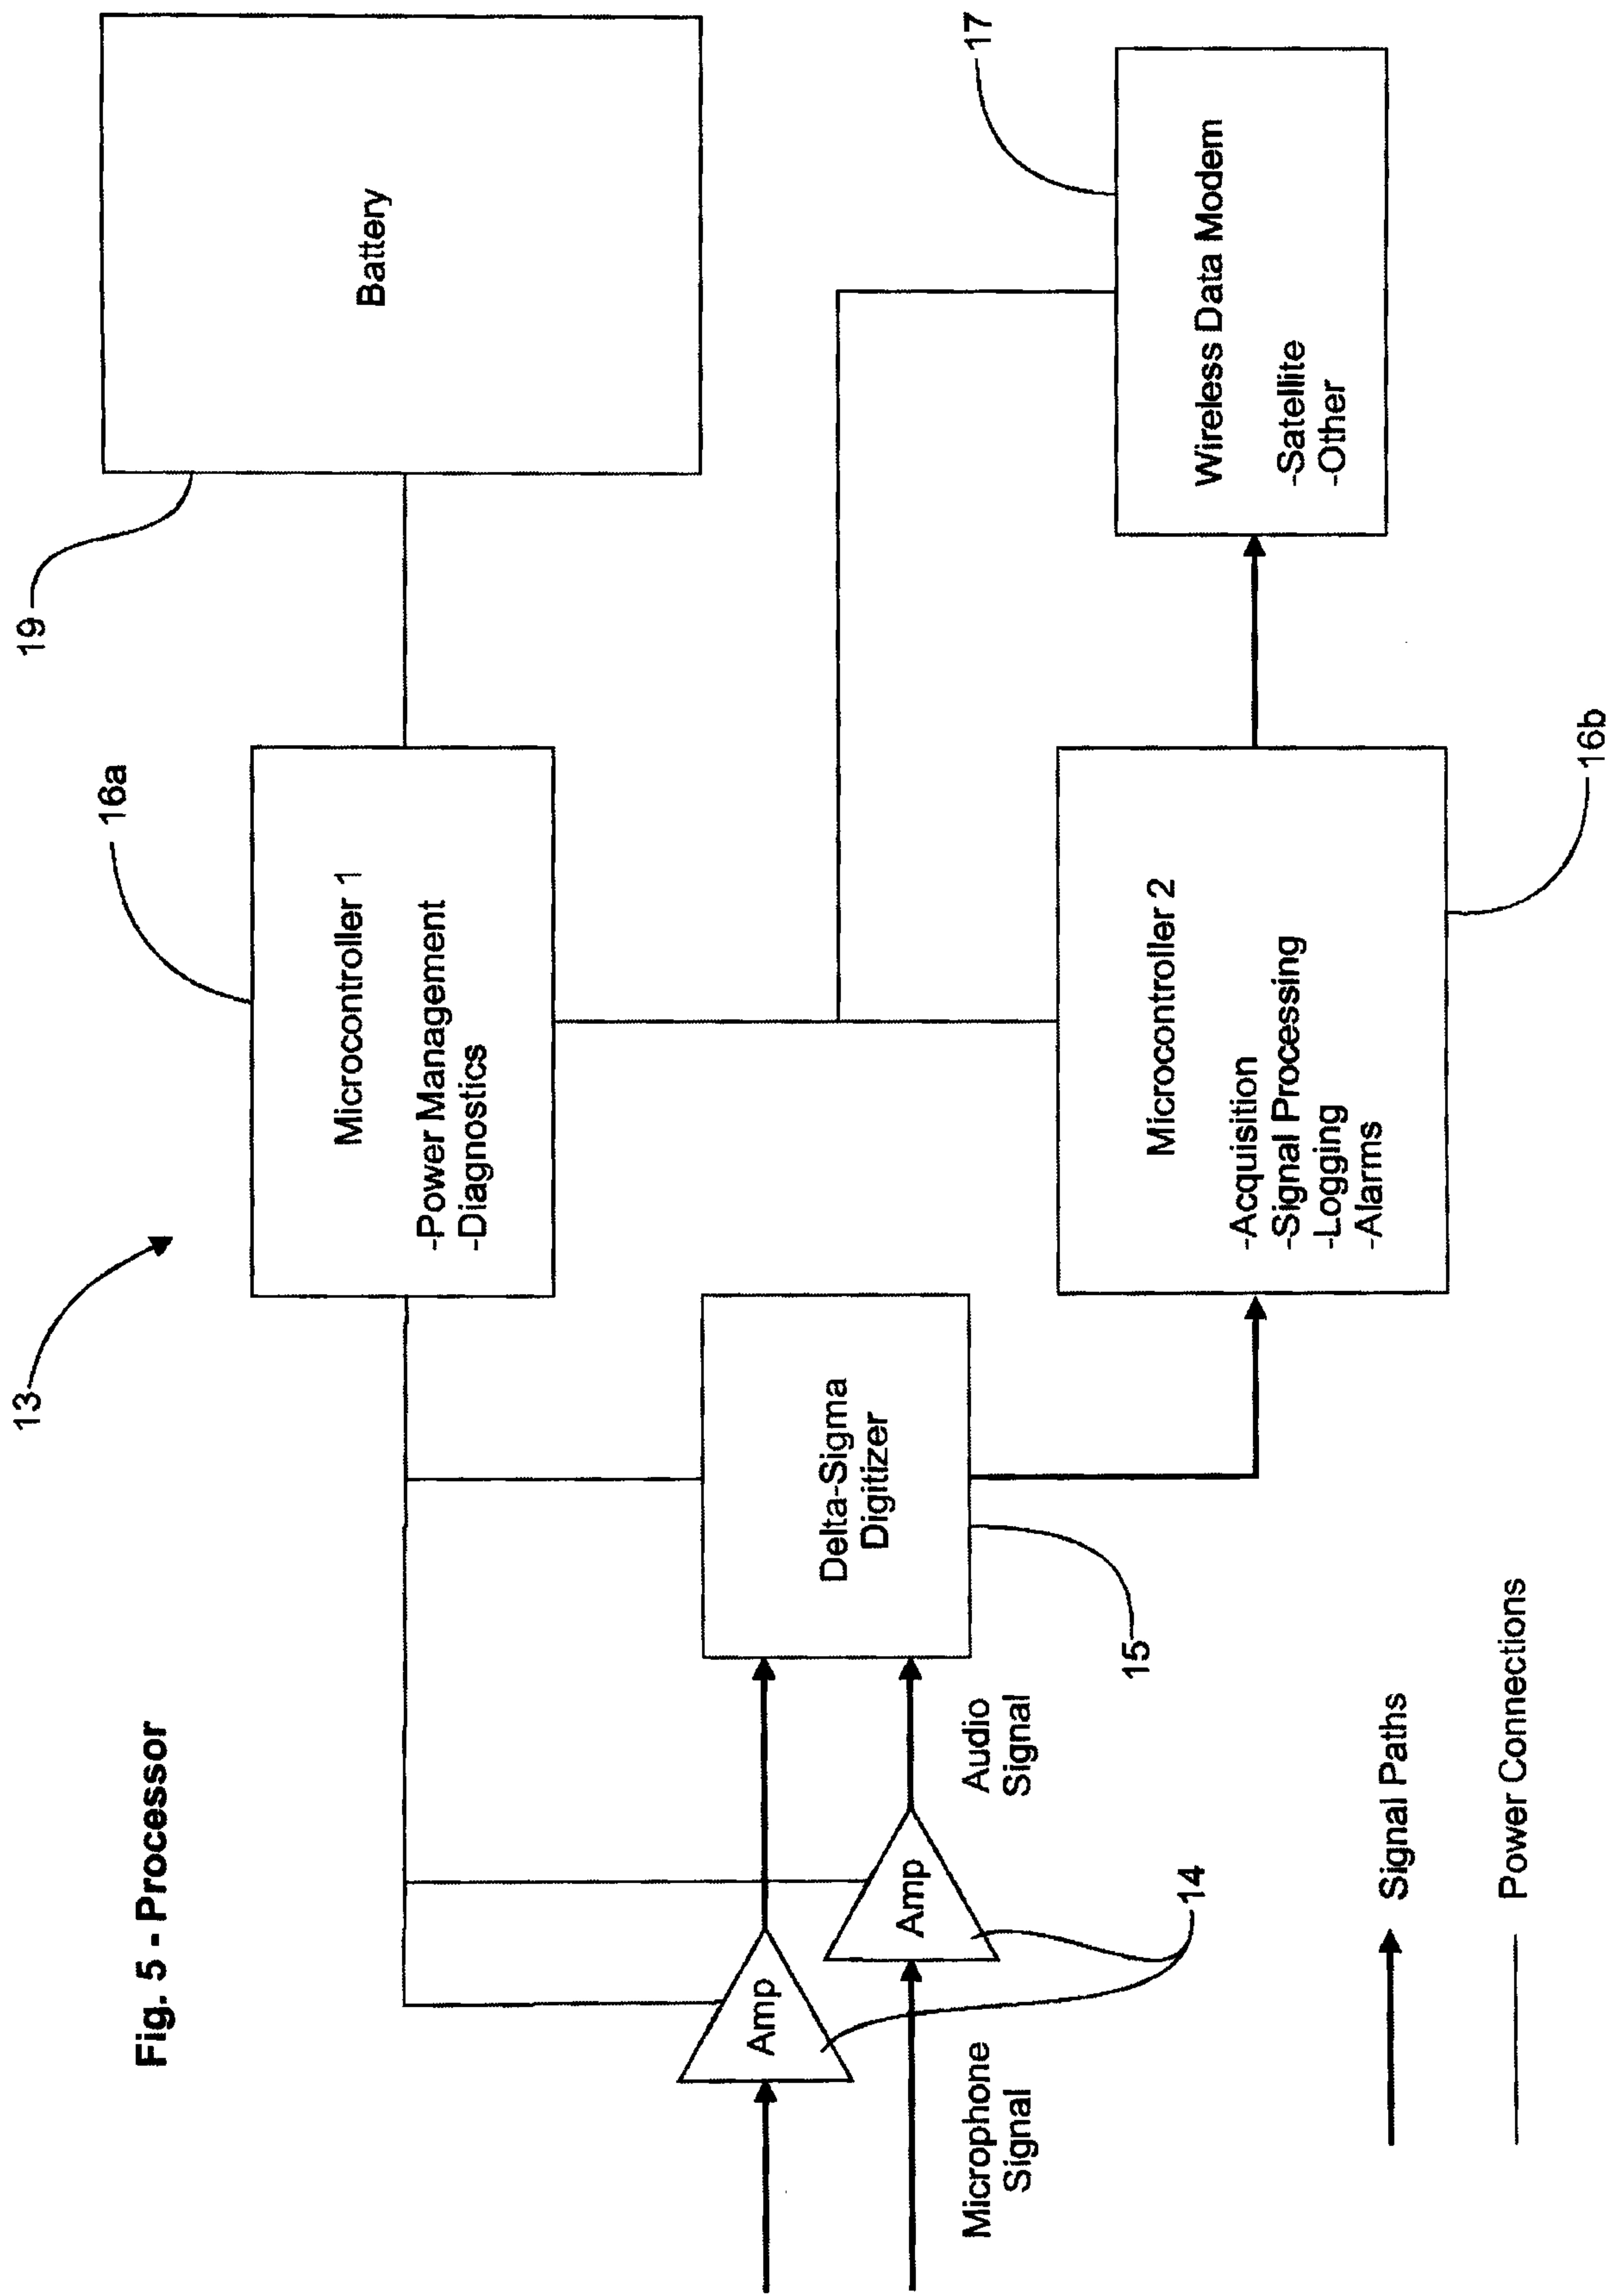 Fig. 5 - Processor
13
16a
19
Microcontroller 1
-Power Management
-Diagnostics
Battery
Amp
Amp
14
Microphone
Signal
Audio
Signal
Delta-Sigma
Digitizer
15
Microcontroller 2
-Acquisition
-Signal Processing
-Logging
-Alarms
16b
17
Wireless Data Modem
-Satellite
-Other
Signal Paths
Power Connections